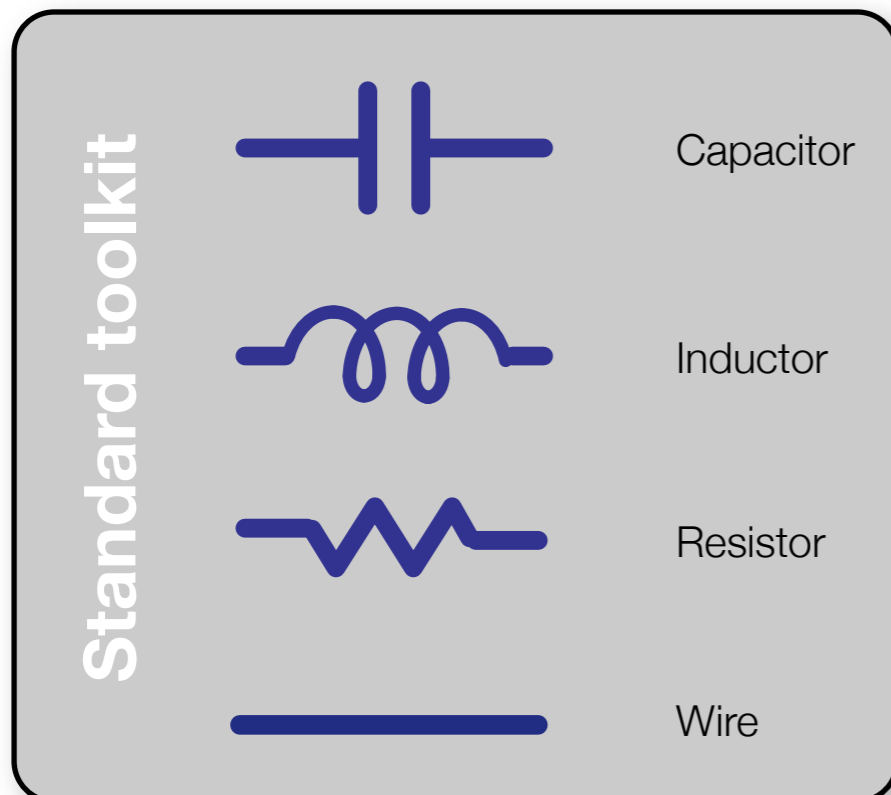 Standard toolkit
Capacitor
Inductor
Resistor
Wire